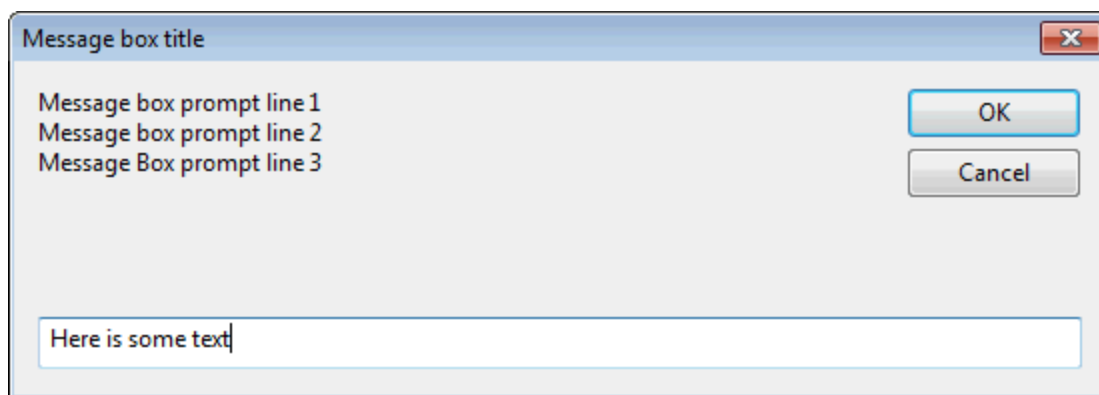 Message box title
Message box prompt line 1
Message box prompt line 2
Message Box prompt line 3
OK
Cancel
Here is some text